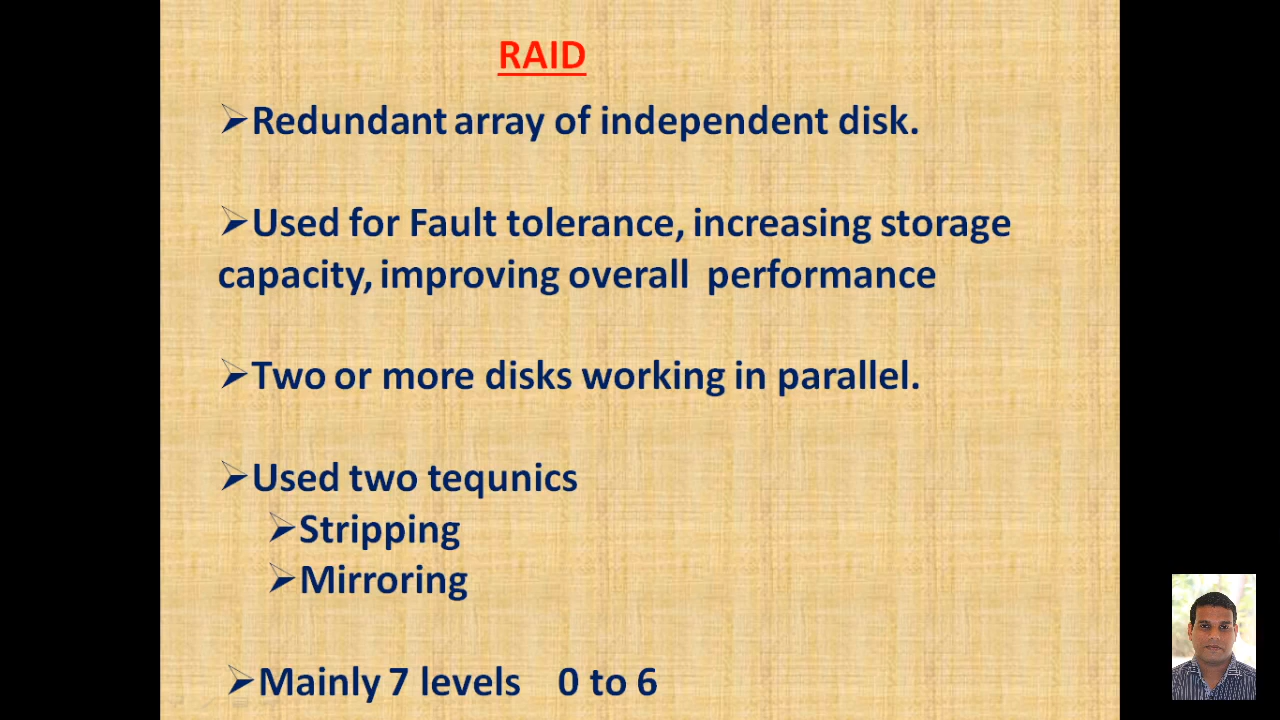 RAID
Redundant array of independent disk.
Used for Fault tolerance, increasing storage
capacity, improving overall performance
Two or more disks working in parallel.
Used two tequnics
Stripping
Mirroring
Mainly 7 levels 0 to 6